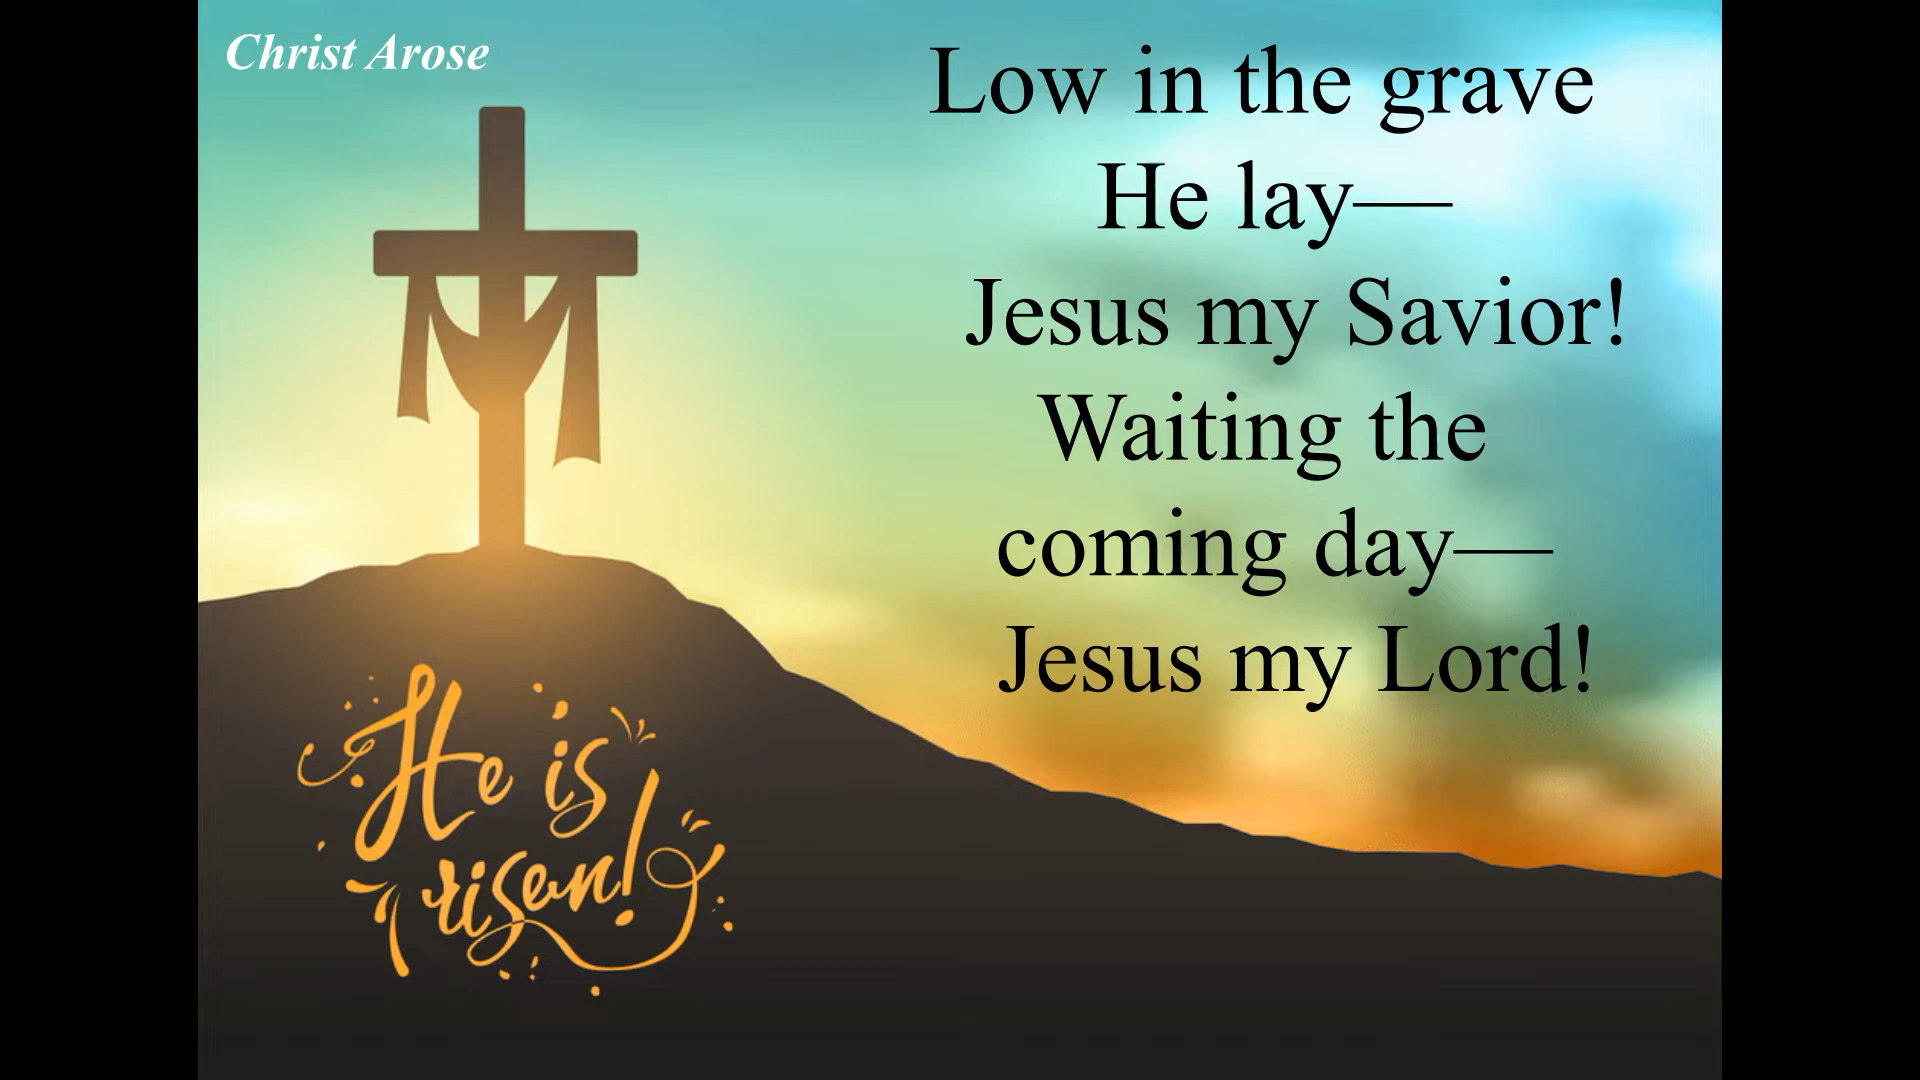 Christ Arose
Low in the grave
He lay—
Jesus my Savior!
Waiting the
coming day—
Jesus my Lord!
He is
risen!